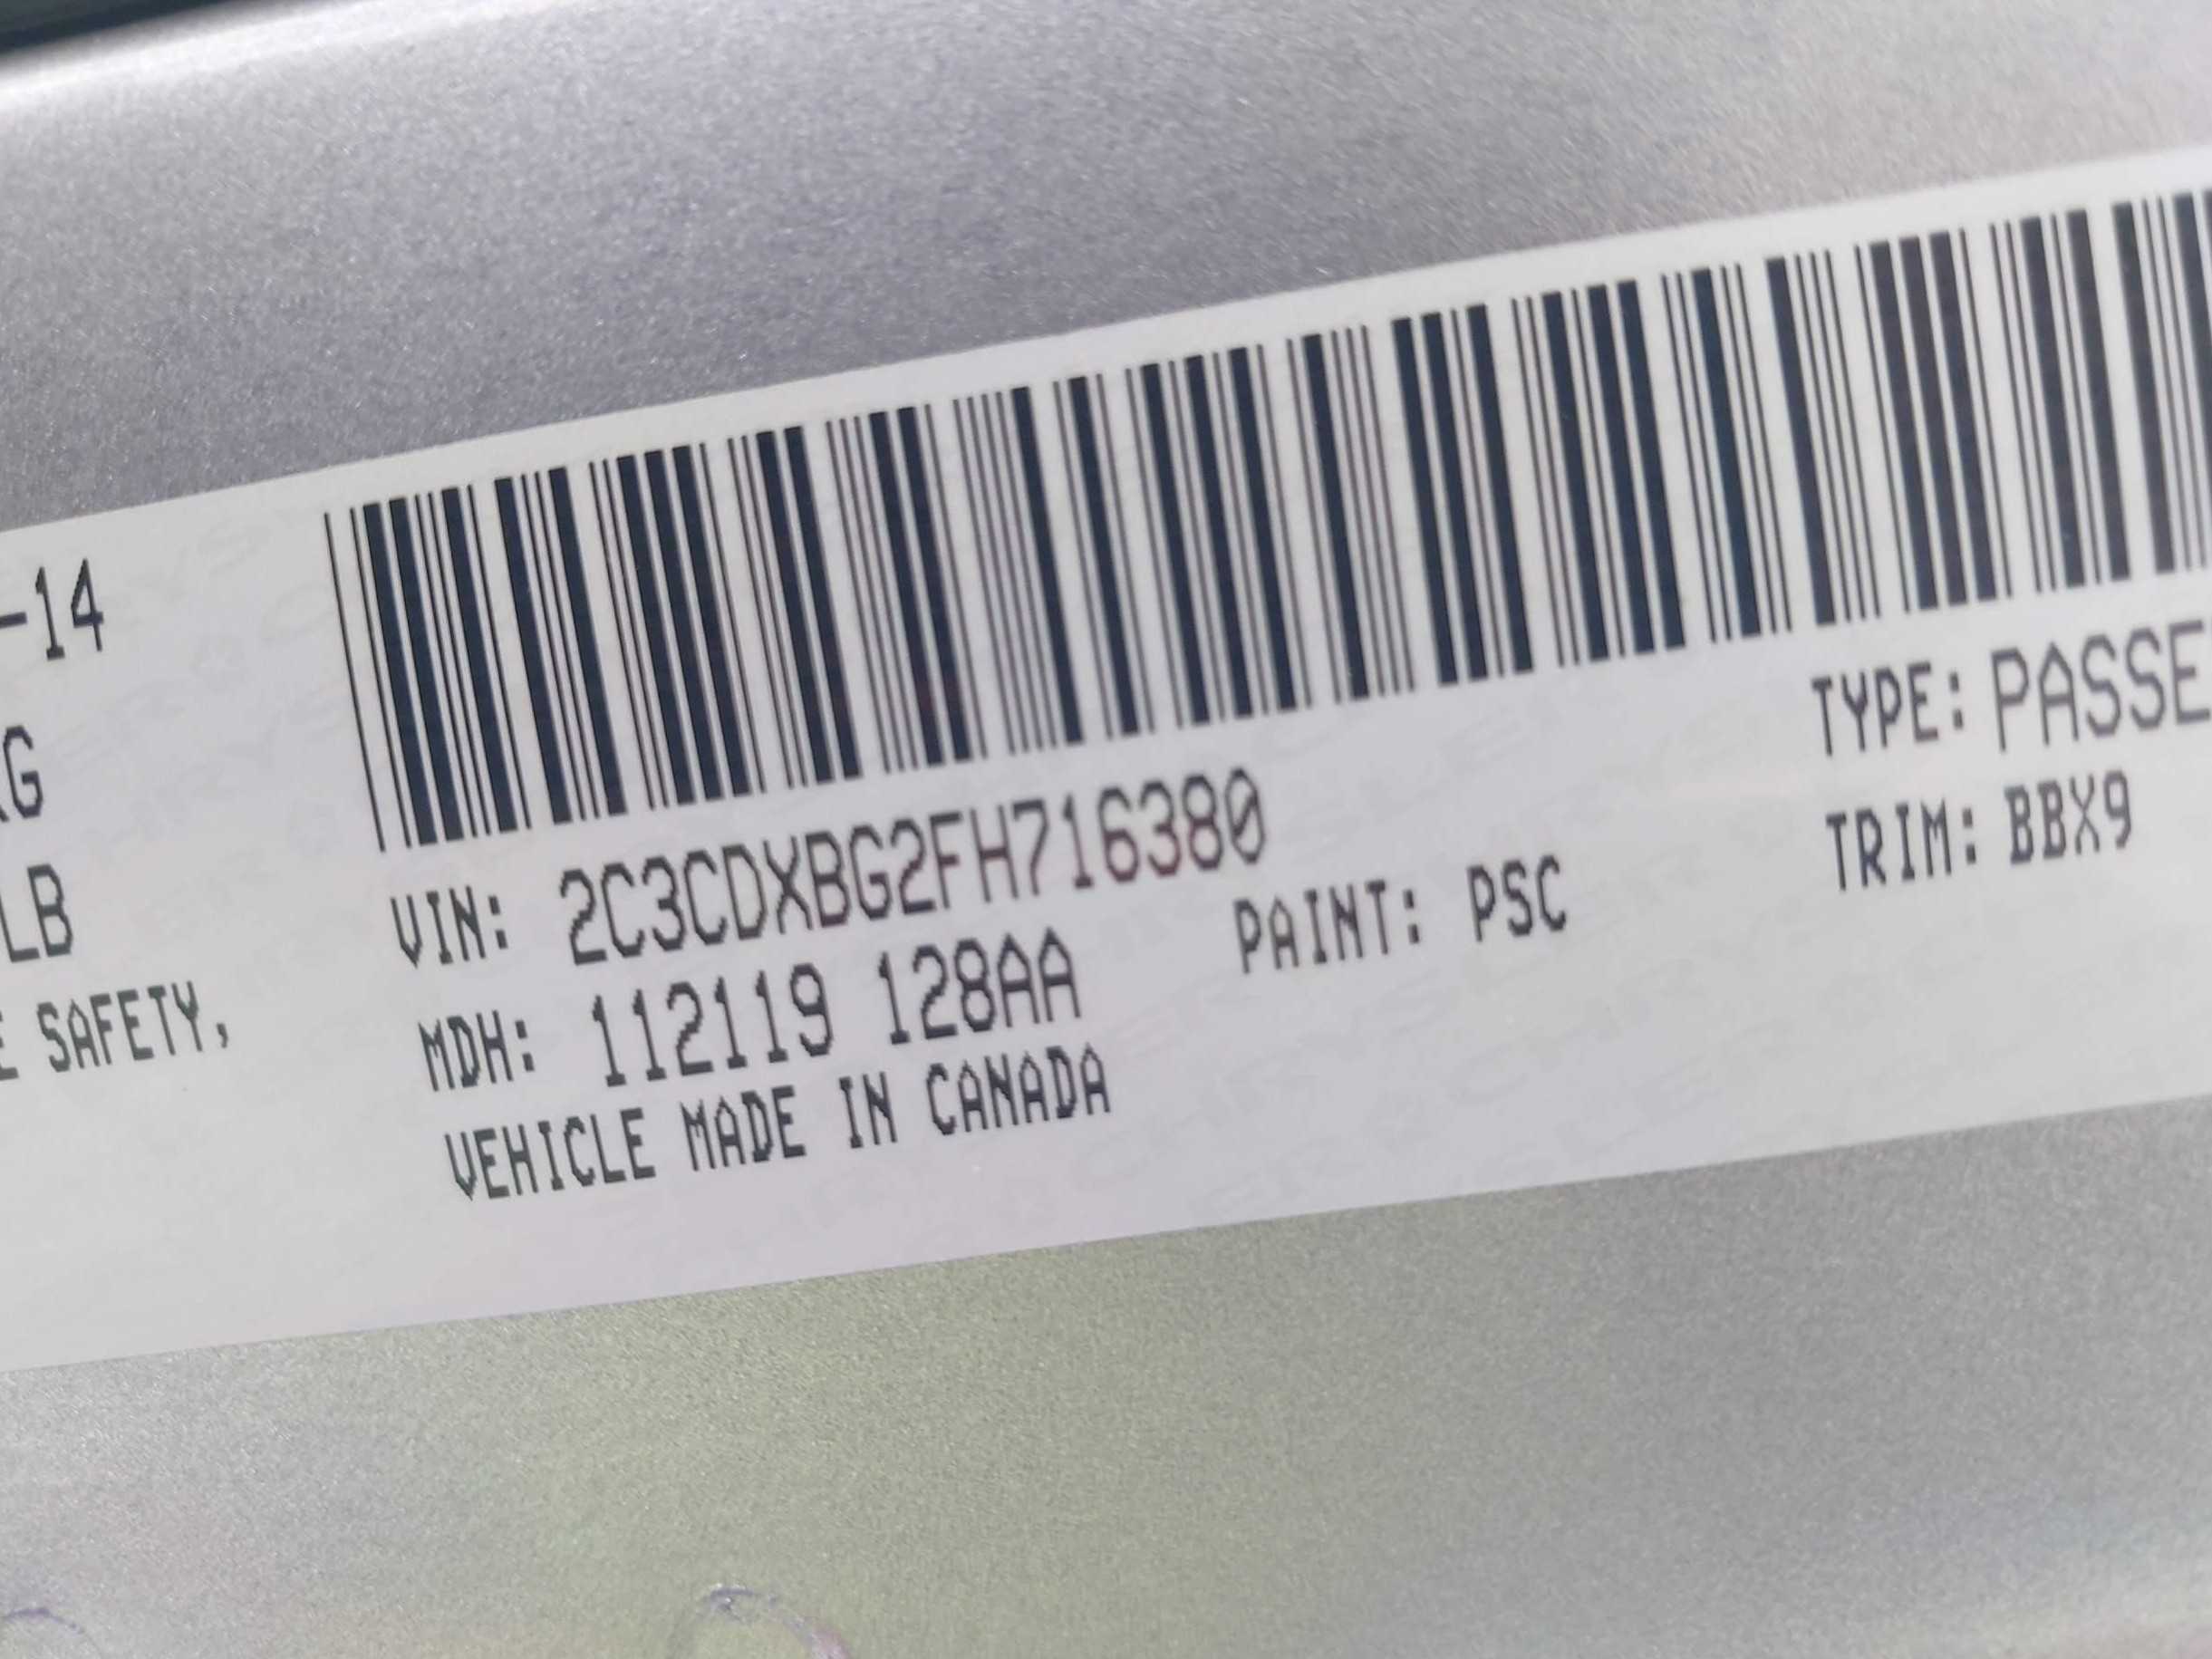 -14
G
LB
E SAFETY,
VIN: 2C3CDXBG2FH716380
MDH: 112119 128AA
PAINT: PSC
VEHICLE MADE IN CANADA
TYPE: PASSE
TRIM: BBX9